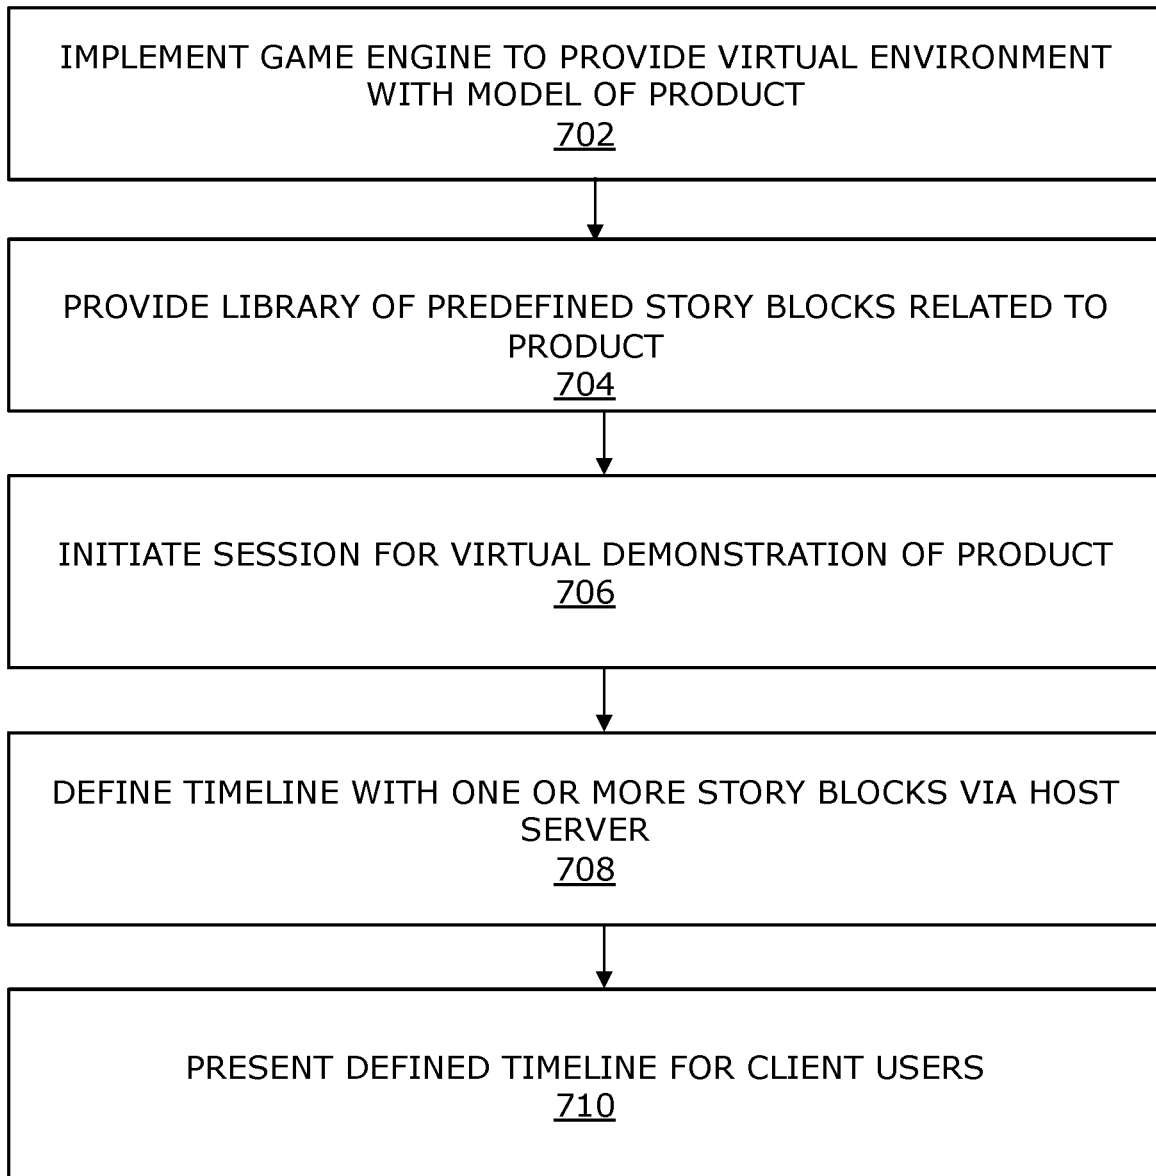 IMPLEMENT GAME ENGINE TO PROVIDE VIRTUAL ENVIRONMENT
WITH MODEL OF PRODUCT
702
PROVIDE LIBRARY OF PREDEFINED STORY BLOCKS RELATED TO
PRODUCT
704
INITIATE SESSION FOR VIRTUAL DEMONSTRATION OF PRODUCT
706
DEFINE TIMELINE WITH ONE OR MORE STORY BLOCKS VIA HOST
SERVER
708
PRESENT DEFINED TIMELINE FOR CLIENT USERS
710